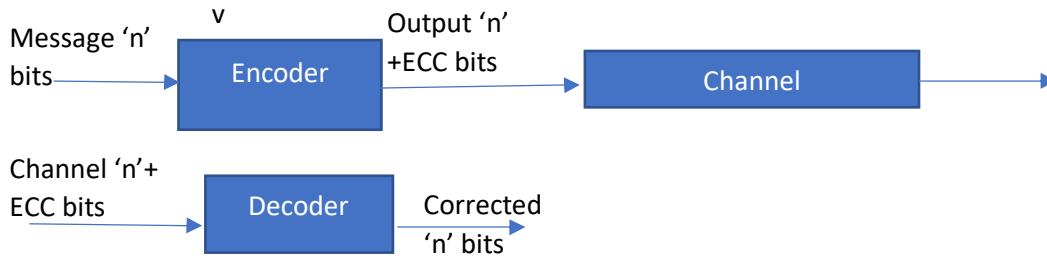 v
Message ‘n’
bits
Encoder
Output ‘n’
+ECC bits
Channel
Channel ‘n’+
ECC bits
Decoder
Corrected
‘n’ bits